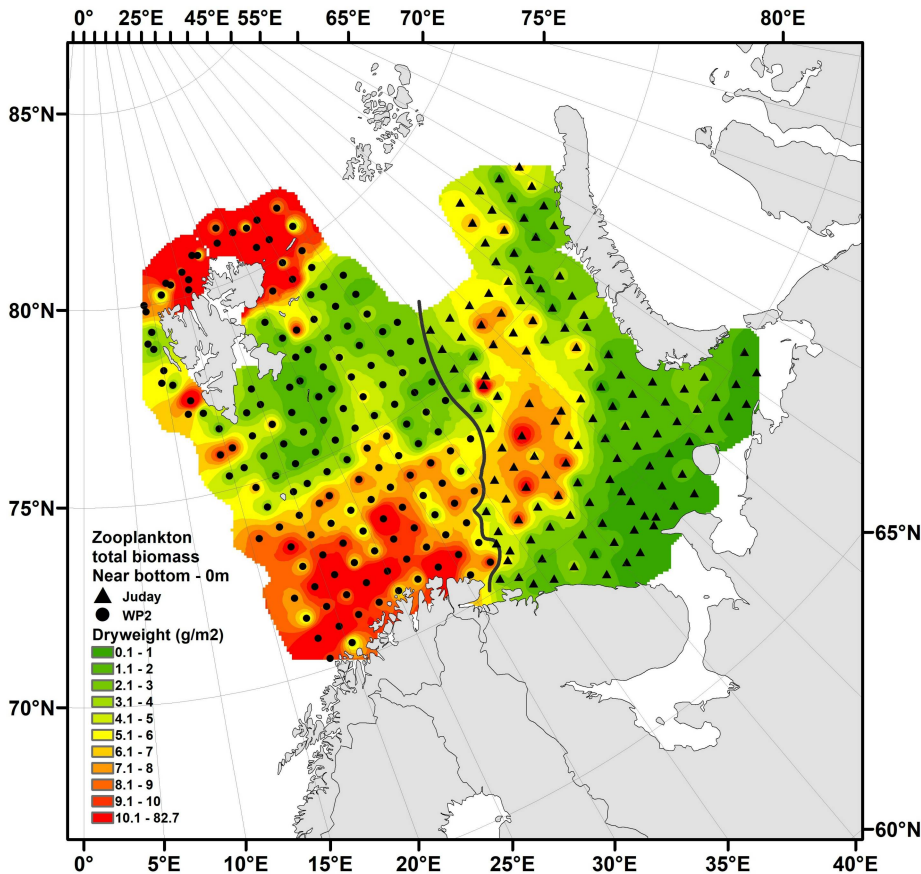 0° 25°E 45°E 55°E 65°E 70°E 75°E 80°E
85°N
80°N
75°N
70°N
65°N
60°N
Zooplankton
total biomass
Near bottom - 0m
Juday
WP2
Dryweight (g/m2)
0.1 - 1
1.1 - 2
2.1 - 3
3.1 - 4
4.1 - 5
5.1 - 6
6.1 - 7
7.1 - 8
8.1 - 9
9.1 - 10
10.1 - 82.7
0° 5°E 10°E 15°E 20°E 25°E 30°E 35°E 40°E